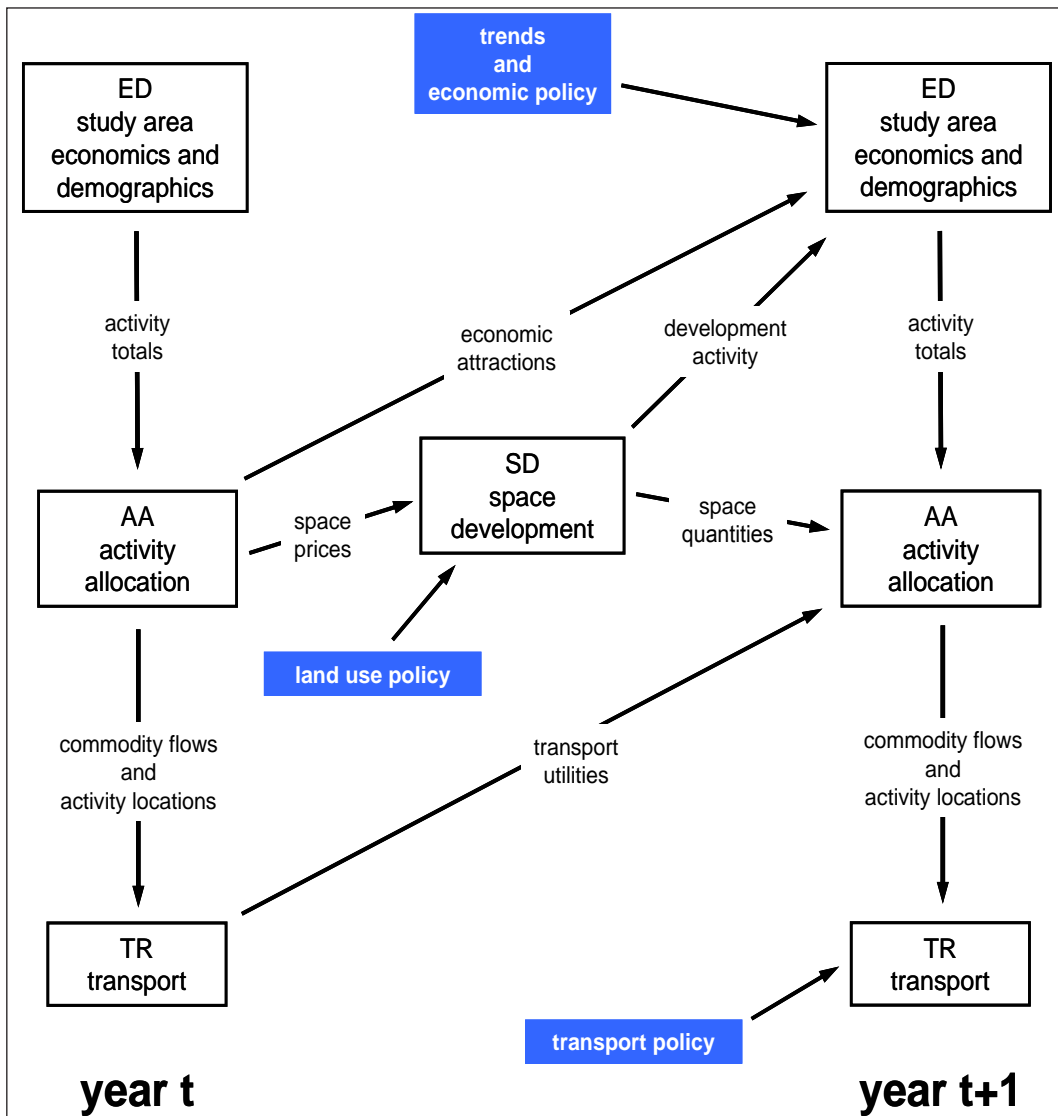 trends
and
economic policy
ED
study area
economics and
demographics
ED
study area
economics and
demographics
activity
totals
economic
attractions
development
activity
activity
totals
SD
space
development
AA
activity
allocation
space
prices
space
quantities
AA
activity
allocation
land use policy
commodity flows
and
activity locations
transport
utilities
commodity flows
and
activity locations
TR
transport
TR
transport
transport policy
year t
year t+1